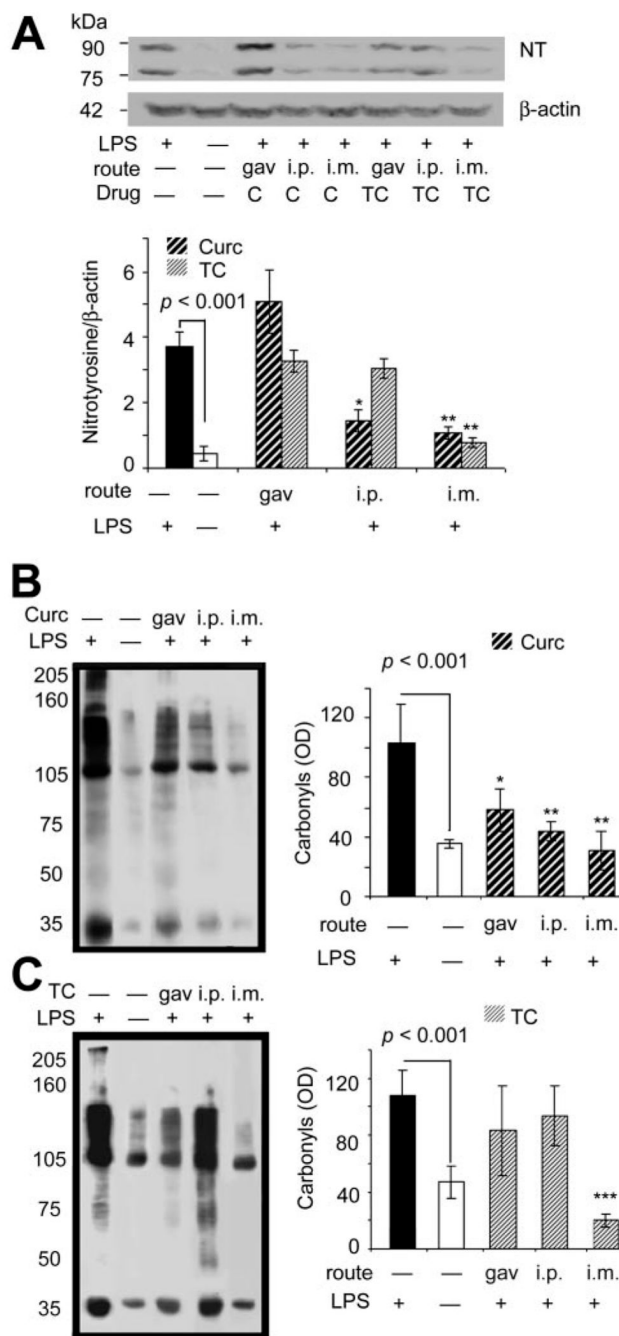 A
kDa
90
75
NT
42
β-actin
LPS + — + + + + + +
route — — gav i.p. i.m. gav i.p. i.m.
Drug — — C C C TC TC TC
Curc
TC
p < 0.001
Nitrotyrosine/β-actin
6
4
2
0
*
** **
route — — gav i.p. i.m.
LPS + — + + +
B
Curc — — gav i.p. i.m.
LPS + — + + +
205
160
105
75
50
35
Curc
p < 0.001
Carbonyls (OD)
120
80
40
0
* ** **
route — — gav i.p. i.m.
LPS + — + + +
C
TC — — gav i.p. i.m.
LPS + — + + +
205
160
105
75
50
35
TC
p < 0.001
Carbonyls (OD)
120
80
40
0
***
route — — gav i.p. i.m.
LPS + — + + +